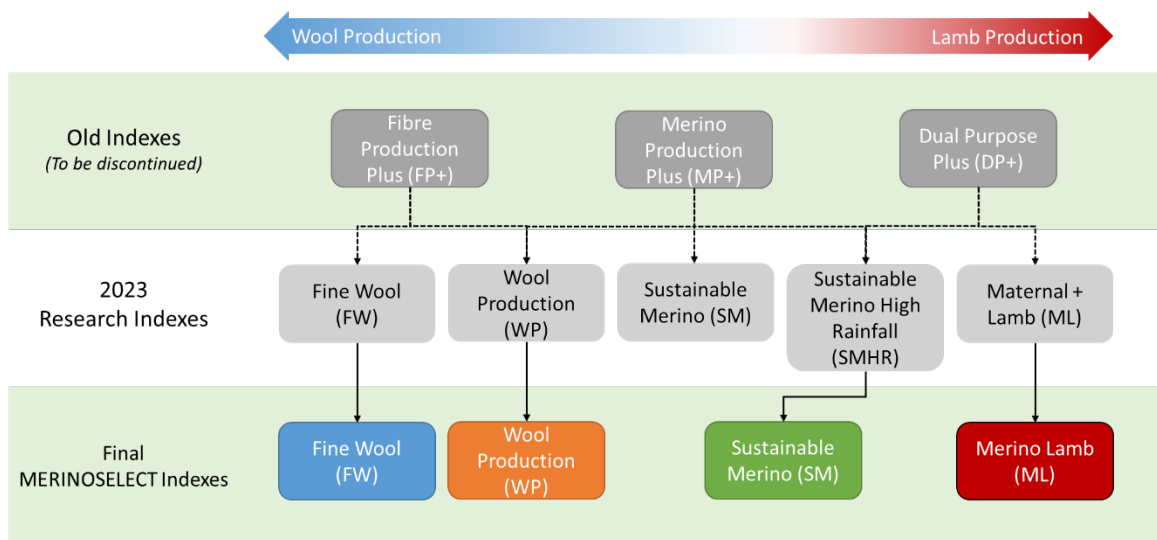 Wool Production
Lamb Production
Old Indexes
(To be discontinued)
Fibre
Production
Plus (FP+)
Merino
Production
Plus (MP+)
Dual Purpose
Plus (DP+)
2023
Research Indexes
Fine Wool
(FW)
Wool
Production
(WP)
Sustainable
Merino (SM)
Sustainable
Merino High
Rainfall
(SMHR)
Maternal +
Lamb (ML)
Final
MERINOSELECT Indexes
Fine Wool
(FW)
Wool
Production
(WP)
Sustainable
Merino (SM)
Merino Lamb
(ML)